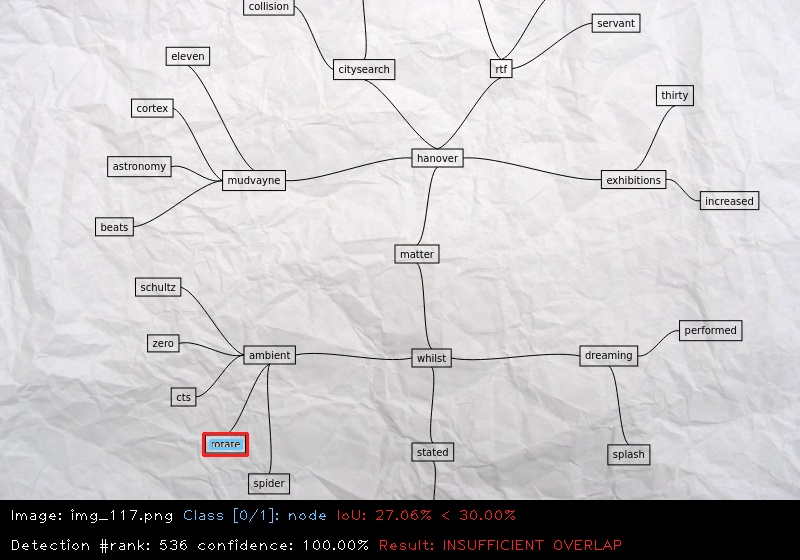 collision
servant
eleven
citysearch
rtf
thirty
cortex
hanover
astronomy
mudvayne
exhibitions
increased
beats
matter
schultz
performed
zero
ambient
whilst
dreaming
cts
rotate
stated
splash
spider
Image: img_117.png Class [0/1]: node IoU: 27.06% < 30.00%
Detection #rank: 536 confidence: 100.00% Result: INSUFFICIENT OVERLAP